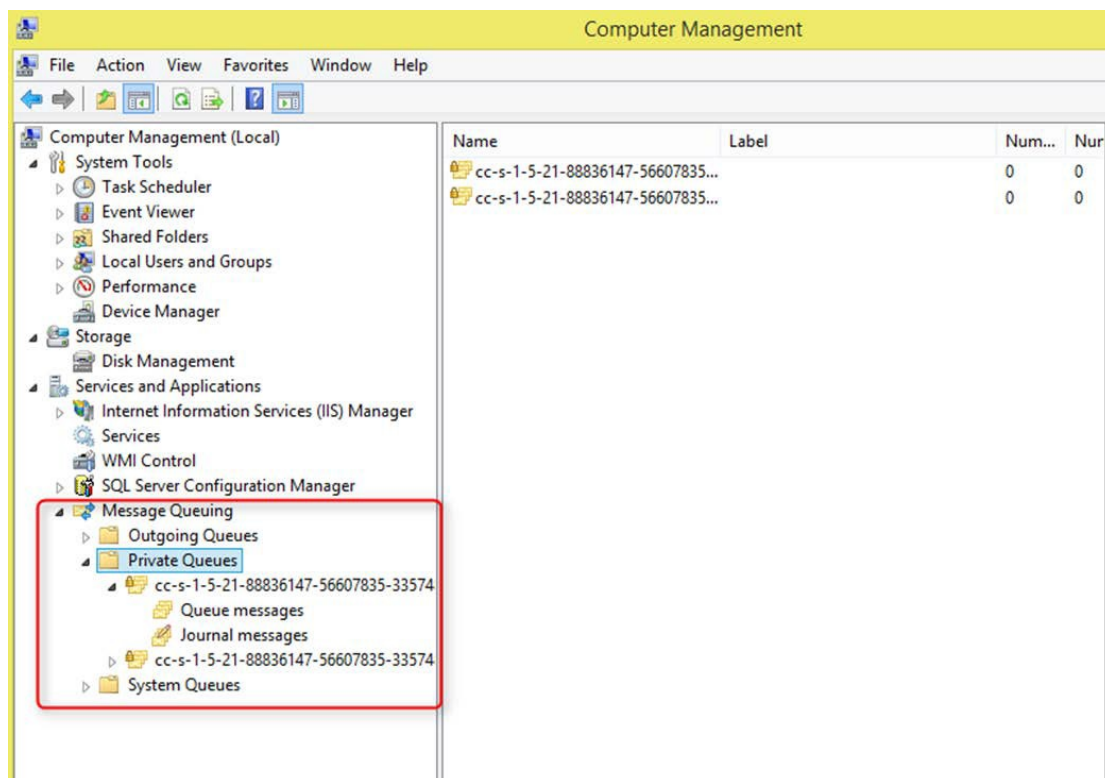 Computer Management
File Action View Favorites Window Help
Computer Management (Local)
System Tools
Task Scheduler
Event Viewer
Shared Folders
Local Users and Groups
Performance
Device Manager
Storage
Disk Management
Services and Applications
Internet Information Services (IIS) Manager
Services
WMI Control
SQL Server Configuration Manager
Message Queuing
Outgoing Queues
Private Queues
cc-s-1-5-21-88836147-56607835-33574
Queue messages
Journal messages
cc-s-1-5-21-88836147-56607835-33574
System Queues
Name Label Num... Nur
cc-s-1-5-21-88836147-56607835... 0 0
cc-s-1-5-21-88836147-56607835... 0 0